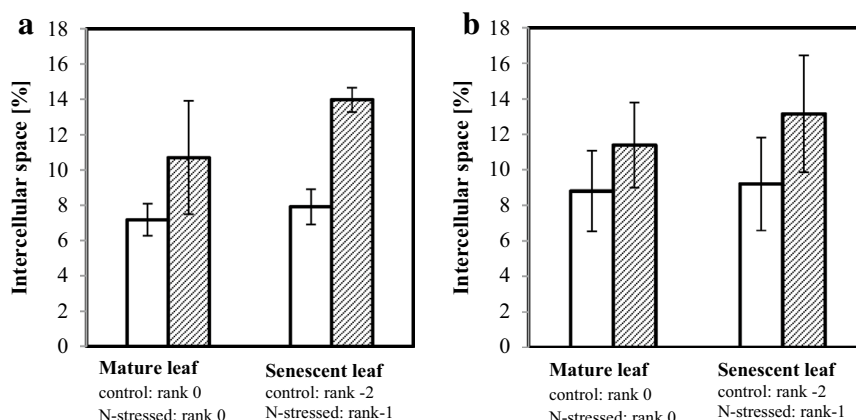 a
Intercellular space [%]
18
16
14
12
10
8
6
4
2
0
Mature leaf
control: rank 0
N-stressed: rank 0
Senescent leaf
control: rank -2
N-stressed: rank-1
b
Intercellular space [%]
18
16
14
12
10
8
6
4
2
0
Mature leaf
control: rank 0
N-stressed: rank 0
Senescent leaf
control: rank -2
N-stressed: rank-1